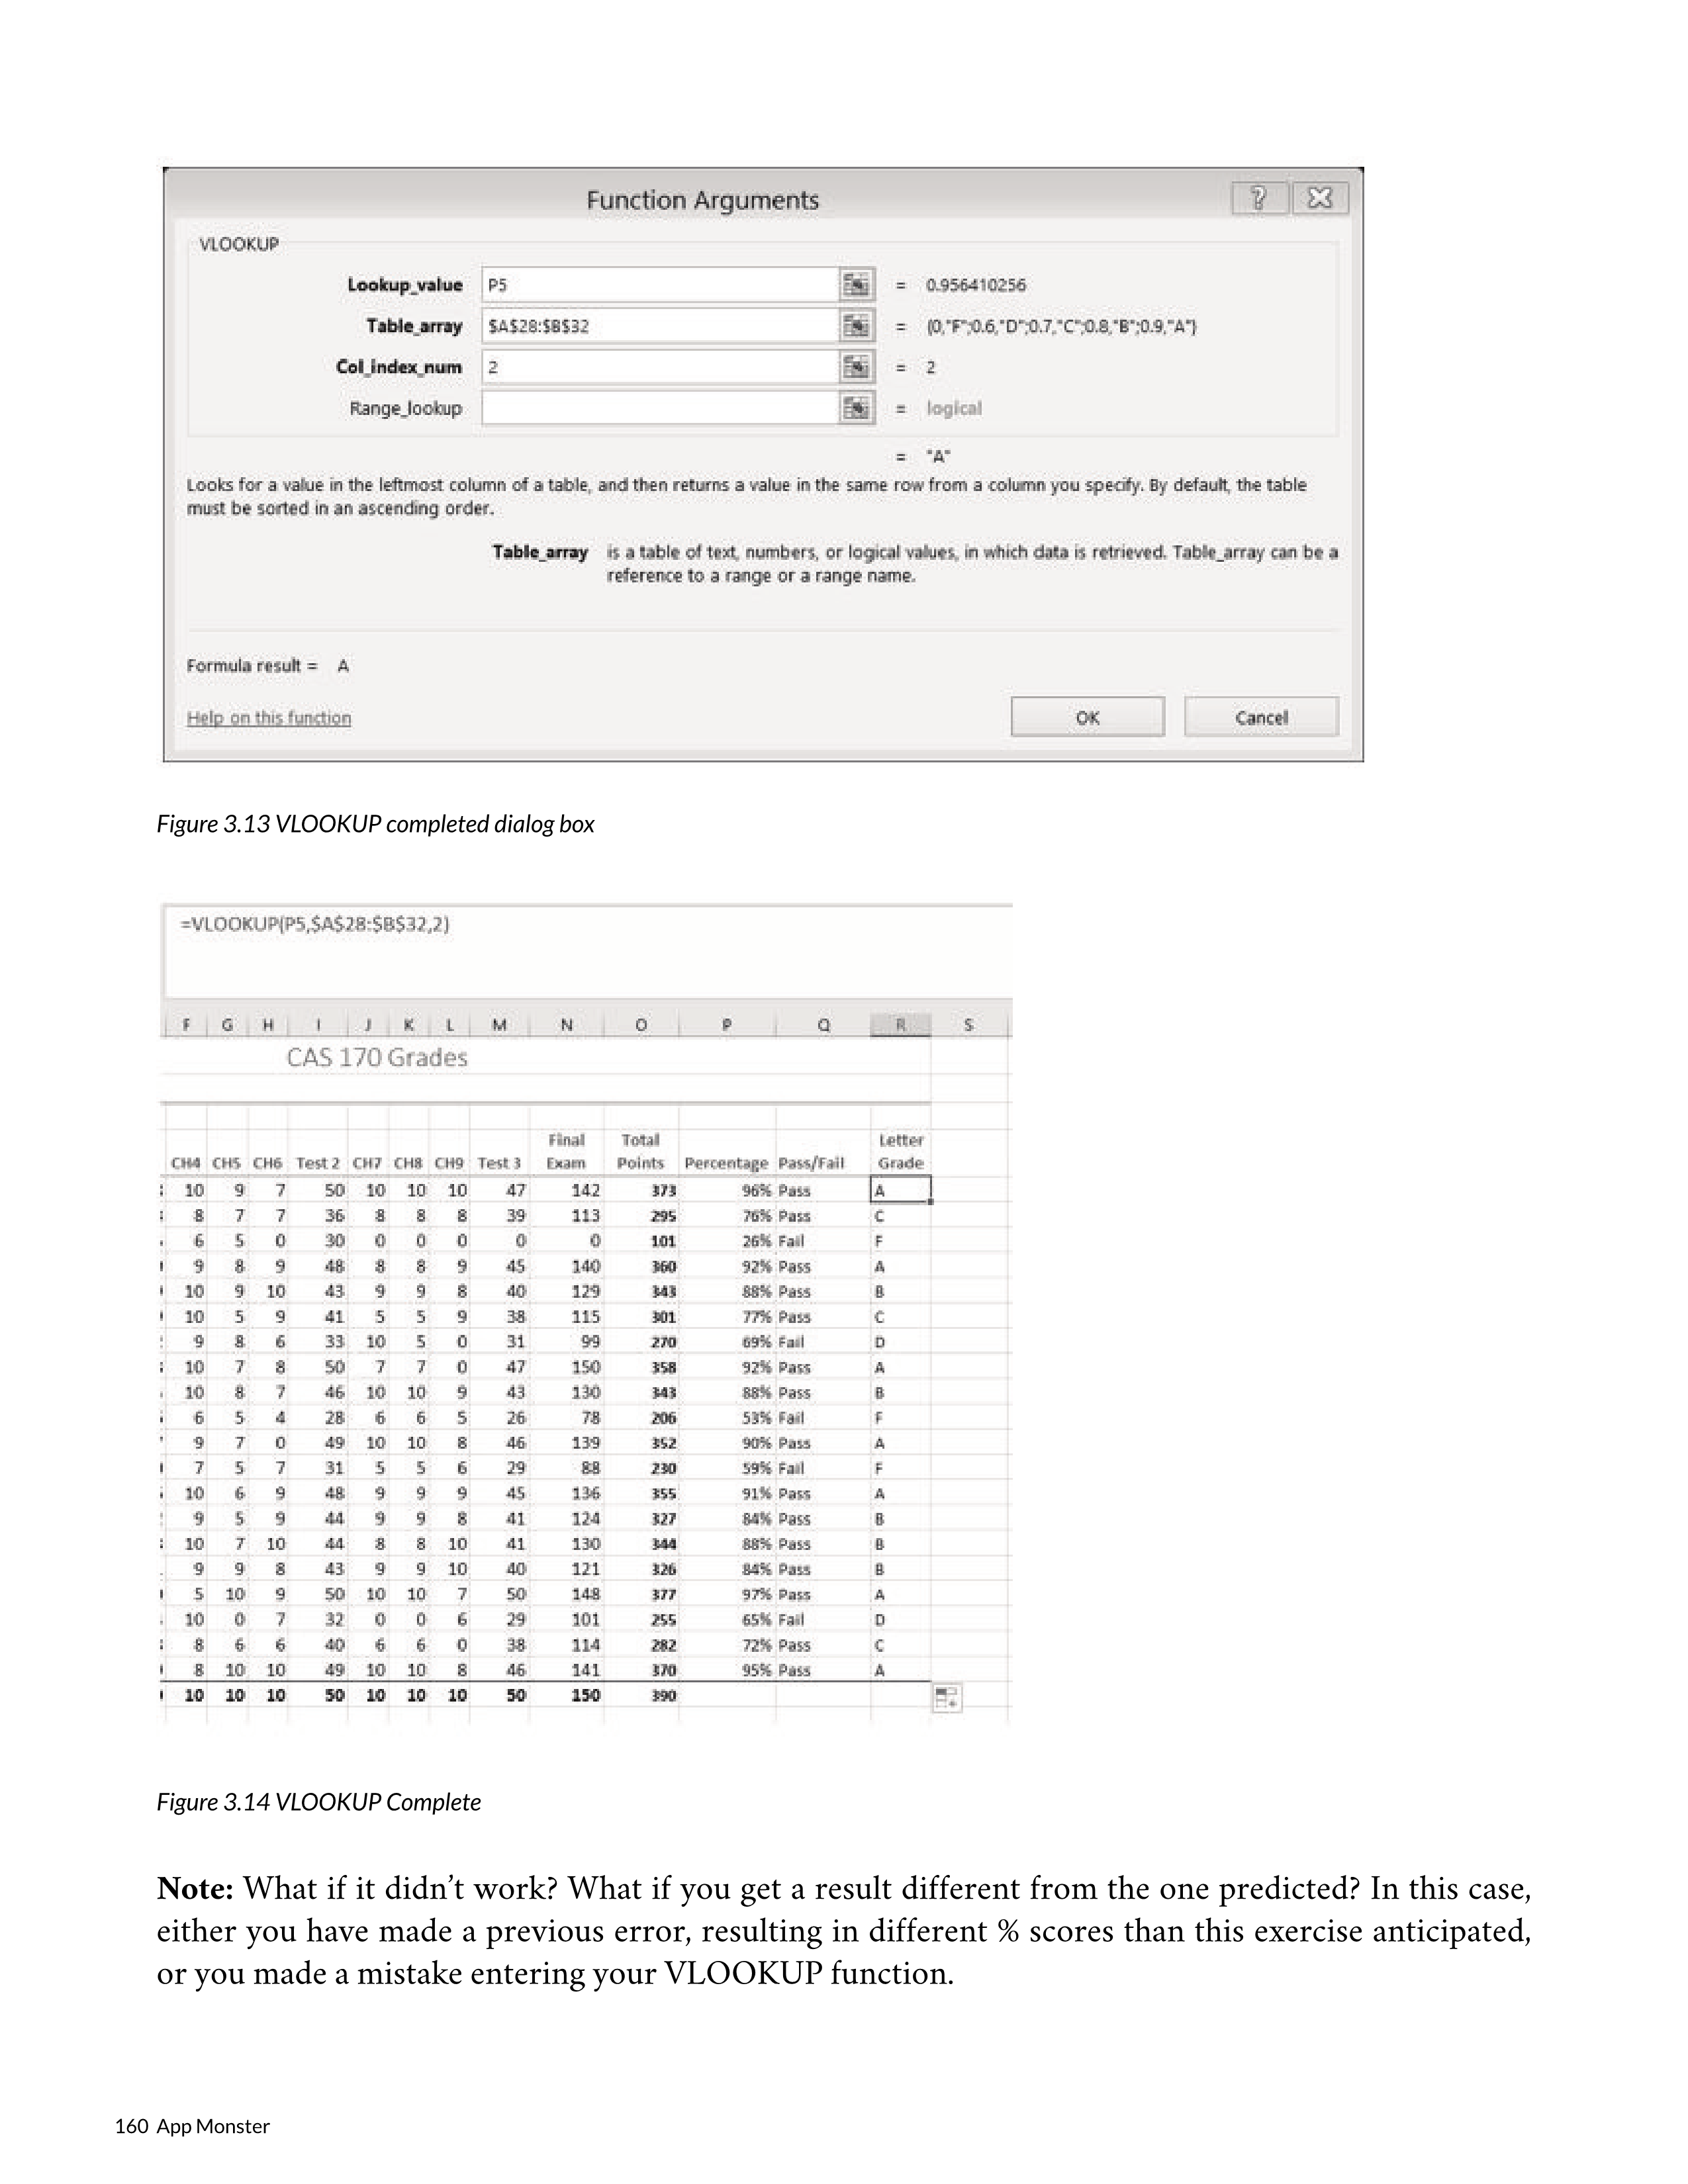 Function Arguments
VLOOKUP
Lookup_value P5 = 0.956410256
Table_array $A$28:$B$32 = {0,"F";0.6,"D";0.7,"C";0.8,"B";0.9,"A"}
Col_index_num 2 = 2
Range_lookup = logical
= "A"
Looks for a value in the leftmost column of a table, and then returns a value in the same row from a column you specify. By default, the table
must be sorted in an ascending order.
Table_array is a table of text, numbers, or logical values, in which data is retrieved. Table_array can be a
reference to a range or a range name.
Formula result = A
Help on this function OK Cancel
Figure 3.13 VLOOKUP completed dialog box
=VLOOKUP(P5,$A$28:$B$32,2)
F G H I J K L M N O P Q R S
CAS 170 Grades
Final Total Letter
CH4 CH5 CH6 Test 2 CH7 CH8 CH9 Test 3 Exam Points Percentage Pass/Fail Grade
10 9 7 50 10 10 10 47 142 373 96% Pass A
8 7 7 36 8 8 8 39 113 295 76% Pass C
6 5 0 30 0 0 0 0 0 101 26% Fail F
9 8 9 48 8 8 9 45 140 360 92% Pass A
10 9 10 43 9 9 8 40 129 343 88% Pass B
10 5 9 41 5 5 9 38 115 301 77% Pass C
9 8 6 33 10 5 0 31 99 270 69% Fail D
10 7 8 50 7 7 0 47 150 358 92% Pass A
10 8 7 46 10 10 9 43 130 343 88% Pass B
6 5 4 28 6 6 5 26 78 206 53% Fail F
9 7 0 49 10 10 8 46 139 352 90% Pass A
7 5 7 31 5 5 6 29 88 230 59% Fail F
10 6 9 48 9 9 9 45 136 355 91% Pass A
9 5 9 44 9 9 8 41 124 327 84% Pass B
10 7 10 44 8 8 10 41 130 344 88% Pass B
9 9 8 43 9 9 10 40 121 326 84% Pass B
5 10 9 50 10 10 7 50 148 377 97% Pass A
10 0 7 32 0 0 6 29 101 255 65% Fail D
8 6 6 40 6 6 0 38 114 282 72% Pass C
8 10 10 49 10 10 8 46 141 370 95% Pass A
10 10 10 50 10 10 10 50 150 390
Figure 3.14 VLOOKUP Complete
Note: What if it didn’t work? What if you get a result different from the one predicted? In this case,
either you have made a previous error, resulting in different % scores than this exercise anticipated,
or you made a mistake entering your VLOOKUP function.
160 App Monster